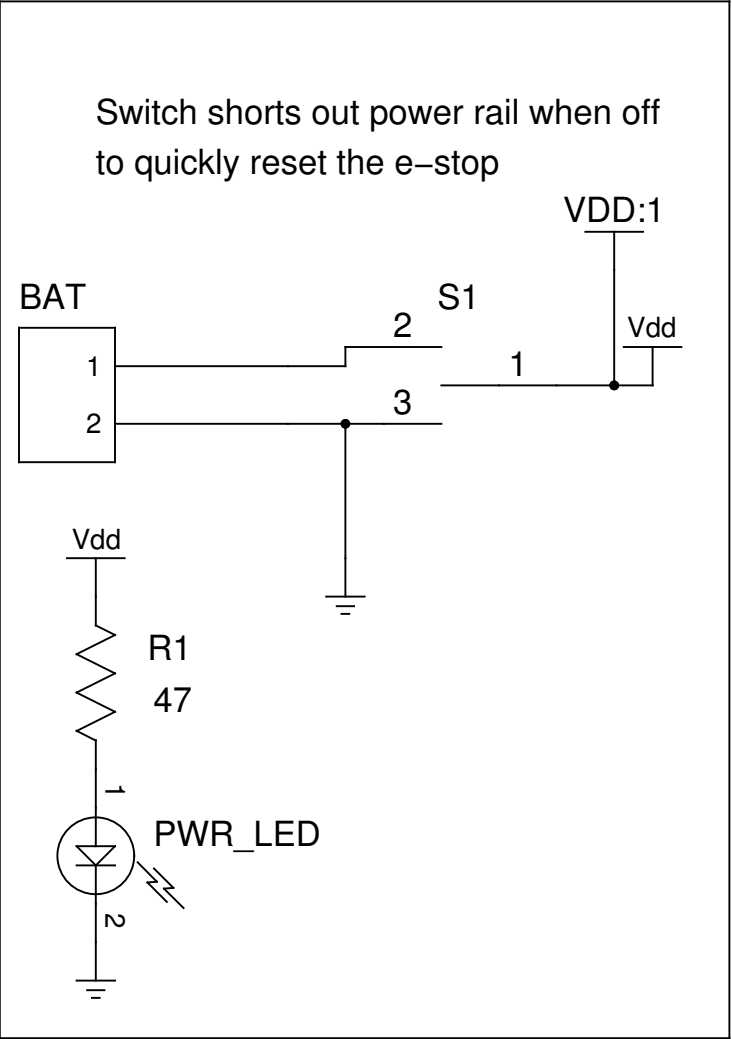 Switch shorts out power rail when off
to quickly reset the e−stop
VDD:1
BAT
S1
2
Vdd
1
1
3
2
Vdd
R1
47
1
PWR_LED
2